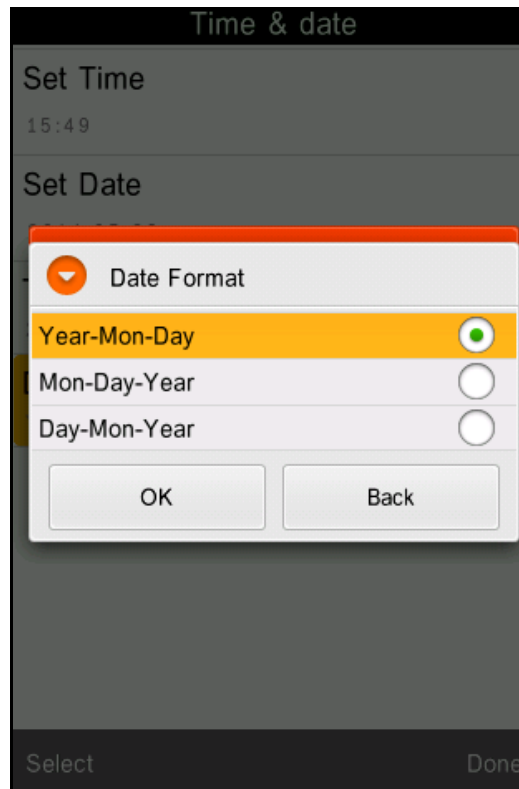 Time & date
Set Time
15:49
Set Date
Date Format
Year-Mon-Day
Mon-Day-Year
Day-Mon-Year
OK
Back
Select
Done